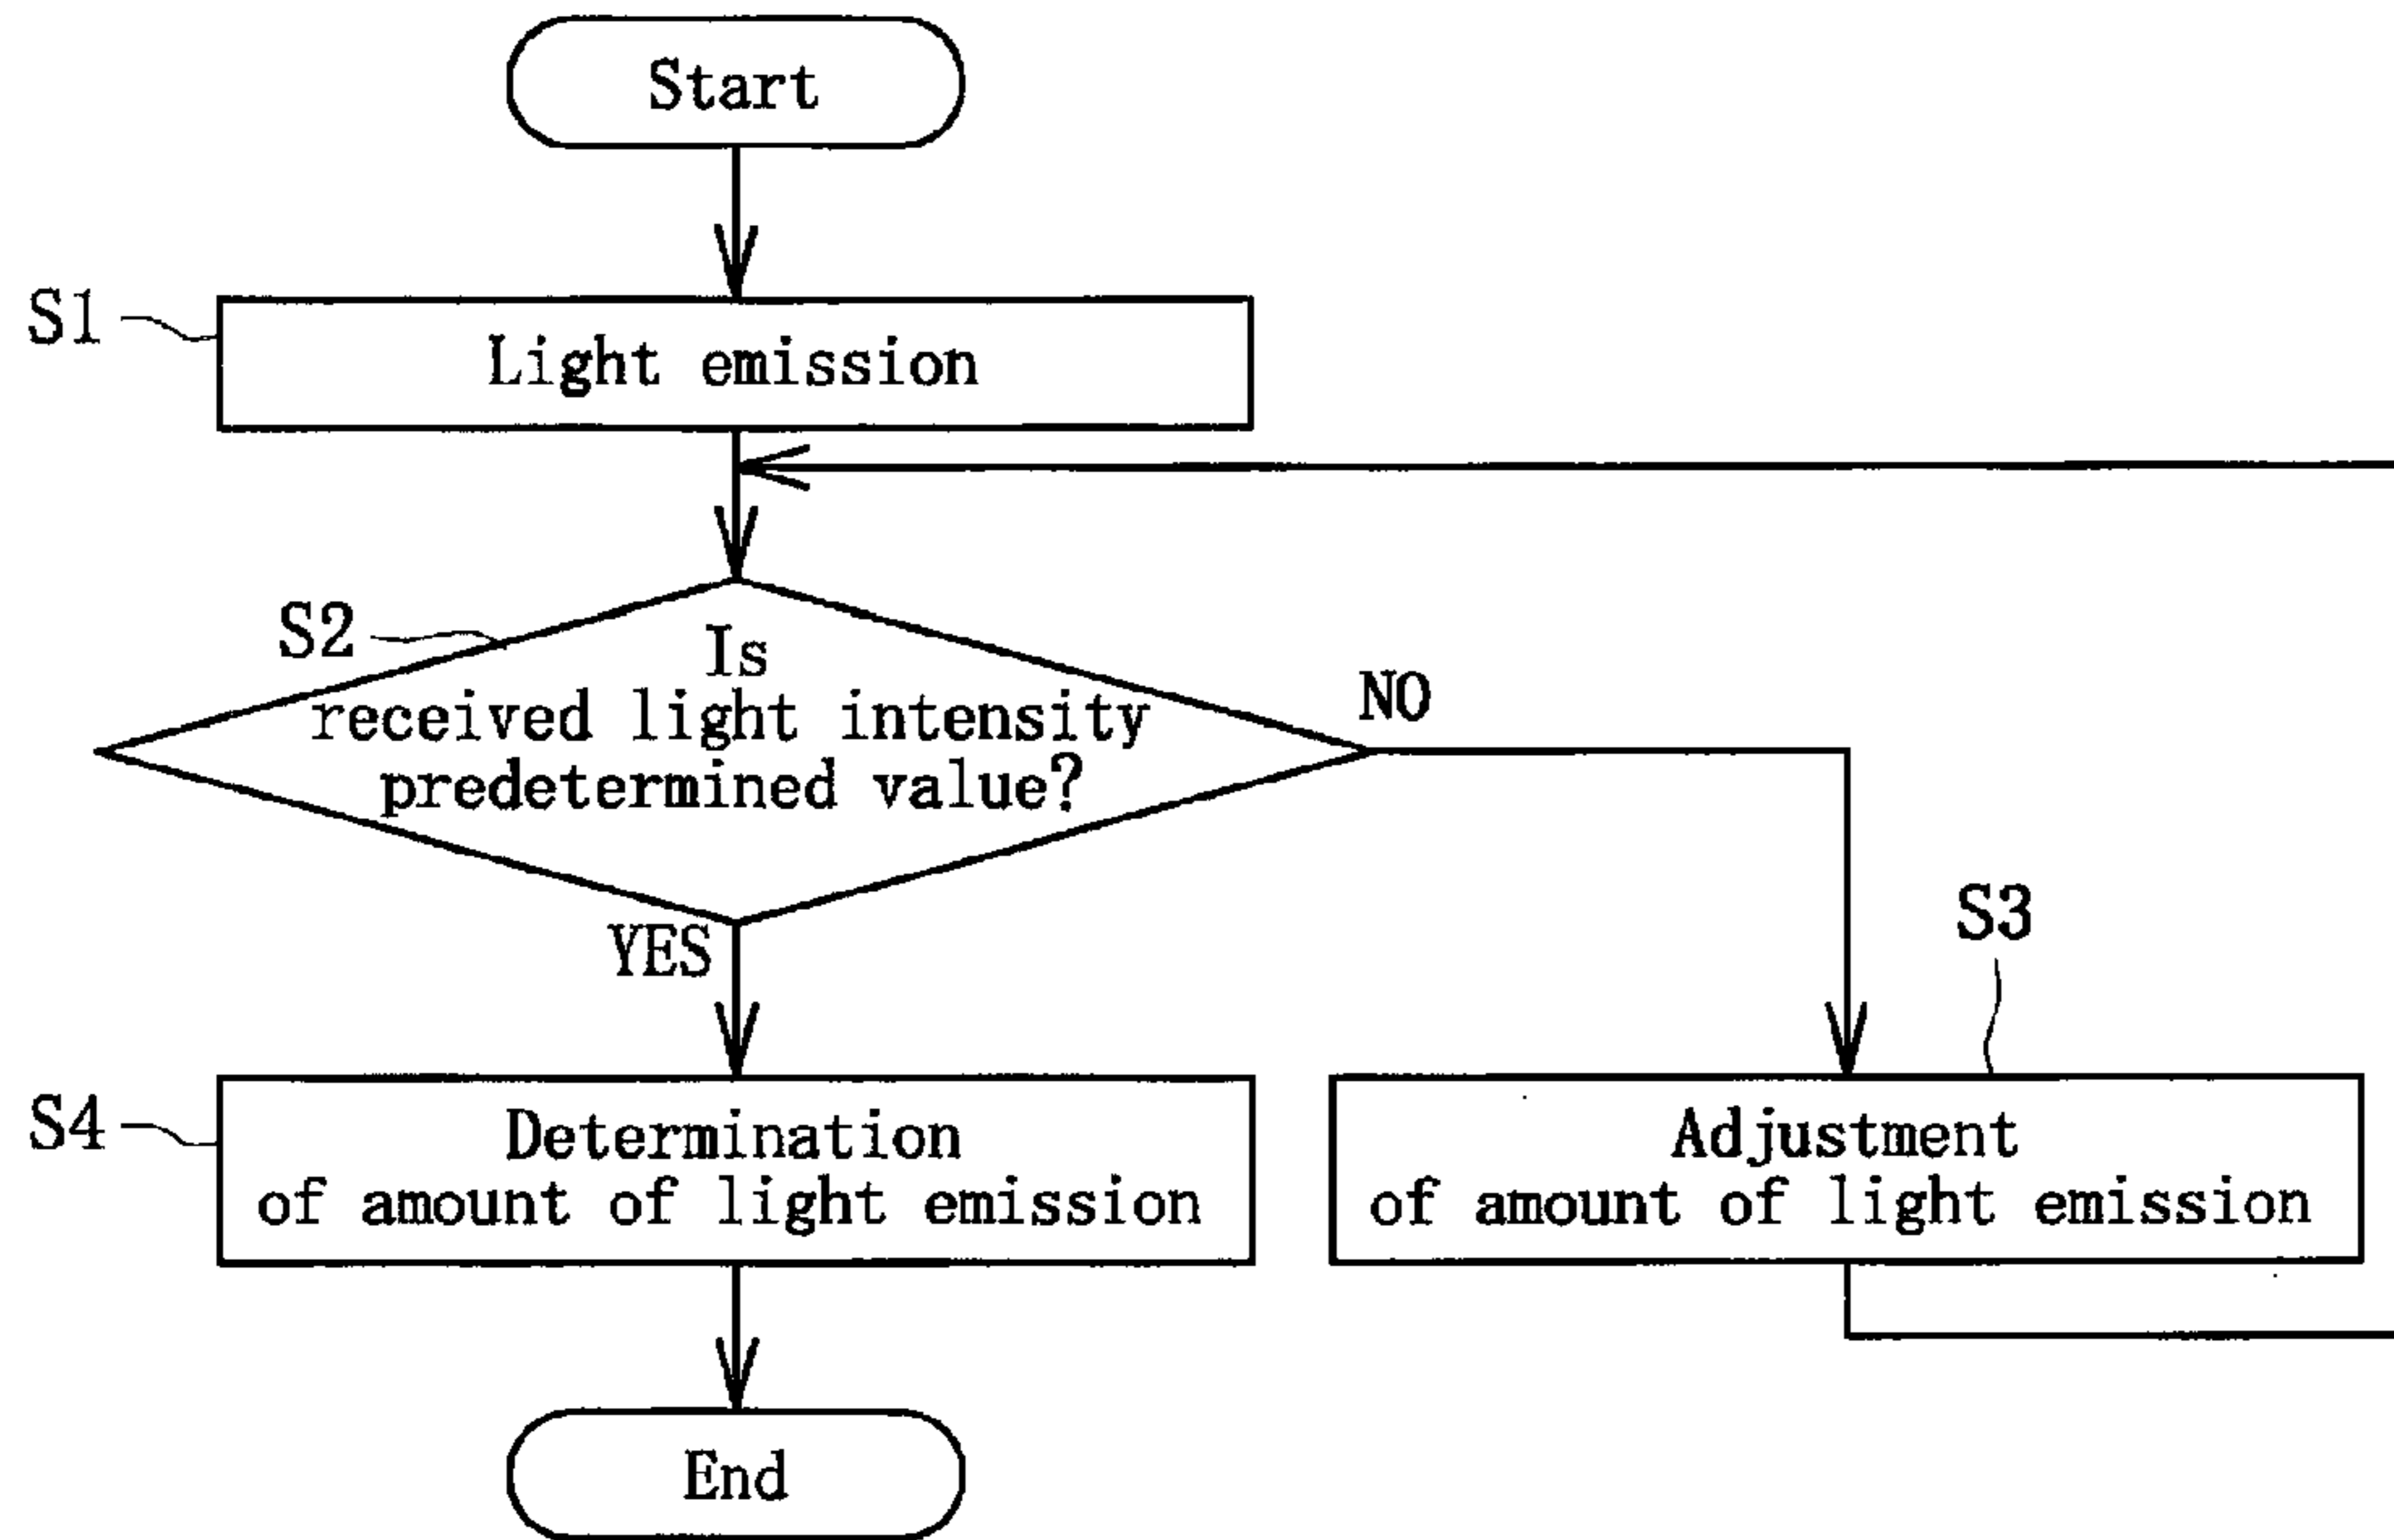 Start
S1
Light emission
S2
Is
received light intensity
predetermined value?
NO
YES
S3
S4
Determination
of amount of light emission
Adjustment
of amount of light emission
End